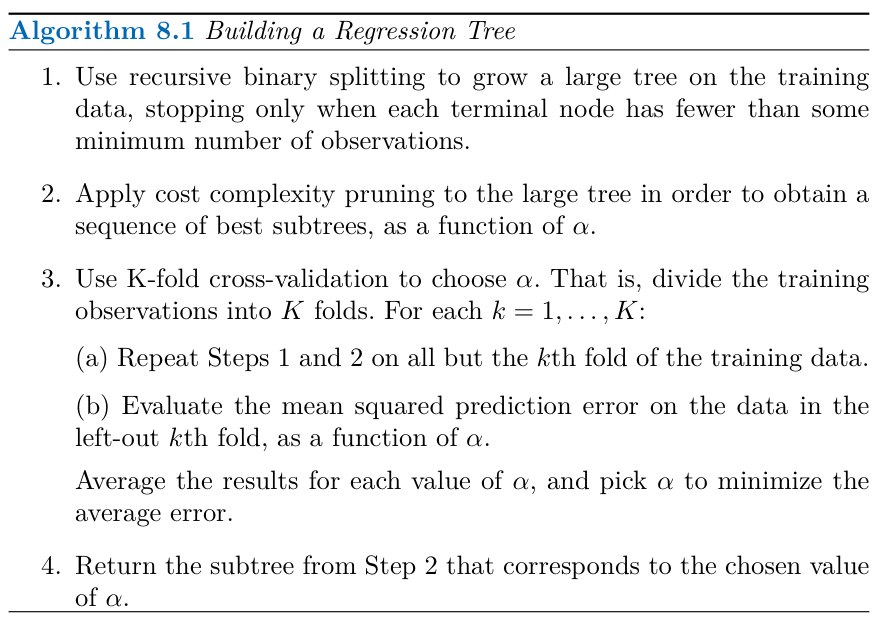 Algorithm 8.1 Building a Regression Tree
1. Use recursive binary splitting to grow a large tree on the training
data, stopping only when each terminal node has fewer than some
minimum number of observations.
2. Apply cost complexity pruning to the large tree in order to obtain a
sequence of best subtrees, as a function of α.
3. Use K-fold cross-validation to choose α. That is, divide the training
observations into K folds. For each k = 1, . . . , K:
(a) Repeat Steps 1 and 2 on all but the kth fold of the training data.
(b) Evaluate the mean squared prediction error on the data in the
left-out kth fold, as a function of α.
Average the results for each value of α, and pick α to minimize the
average error.
4. Return the subtree from Step 2 that corresponds to the chosen value
of α.